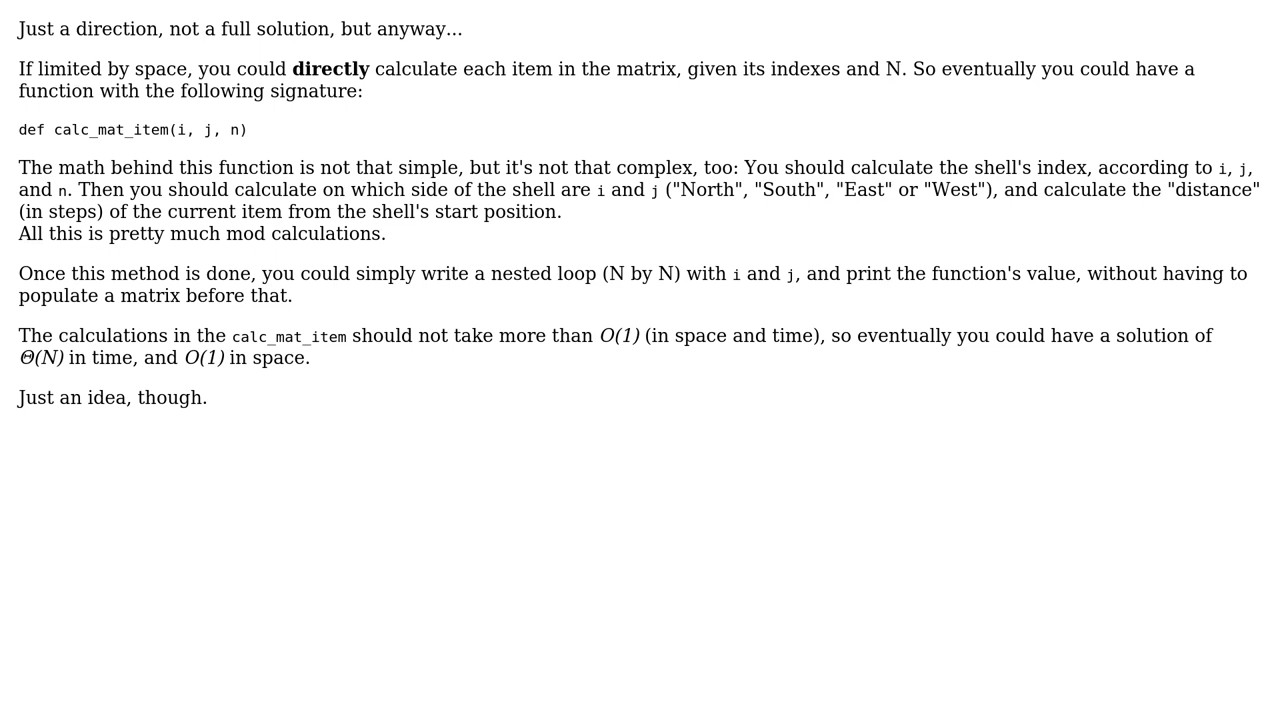 Just a direction, not a full solution, but anyway...
If limited by space, you could directly calculate each item in the matrix, given its indexes and N. So eventually you could have a
function with the following signature:
def calc_mat_item(i, j, n)
The math behind this function is not that simple, but it's not that complex, too: You should calculate the shell's index, according to i, j,
and n. Then you should calculate on which side of the shell are i and j ("North", "South", "East" or "West"), and calculate the "distance"
(in steps) of the current item from the shell's start position.
All this is pretty much mod calculations.
Once this method is done, you could simply write a nested loop (N by N) with i and j, and print the function's value, without having to
populate a matrix before that.
The calculations in the calc_mat_item should not take more than O(1) (in space and time), so eventually you could have a solution of
Θ(N) in time, and O(1) in space.
Just an idea, though.